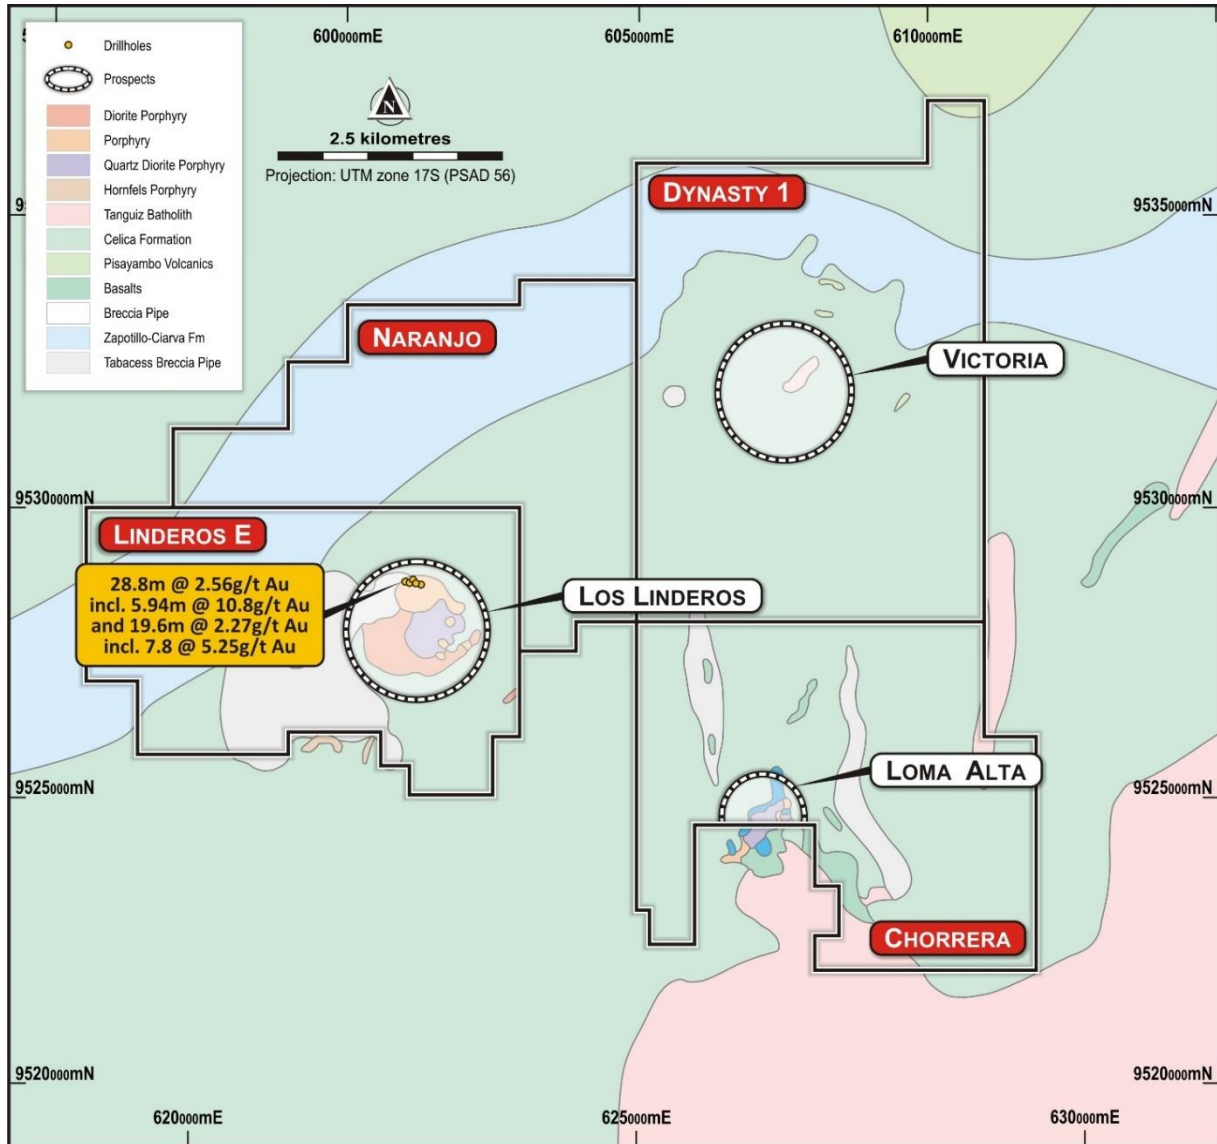 600000mE
605000mE
610000mE
Drillholes
Prospects
Diorite Porphyry
Porphyry
Quartz Diorite Porphyry
Hornfels Porphyry
Tanguiz Batholith
Celica Formation
Pisayambo Volcanics
Basalts
Breccia Pipe
Zapotillo-Ciarva Fm
Tabacess Breccia Pipe
N
2.5 kilometres
Projection: UTM zone 17S (PSAD 56)
DYNASTY 1
9535000mN
NARANJO
VICTORIA
9530000mN
9530000mN
LINDEROS E
28.8m @ 2.56g/t Au
incl. 5.94m @ 10.8g/t Au
and 19.6m @ 2.27g/t Au
incl. 7.8 @ 5.25g/t Au
LOS LINDEROS
LOMA ALTA
9525000mN
9525000mN
CHORRERA
9520000mN
9520000mN
620000mE
625000mE
630000mE